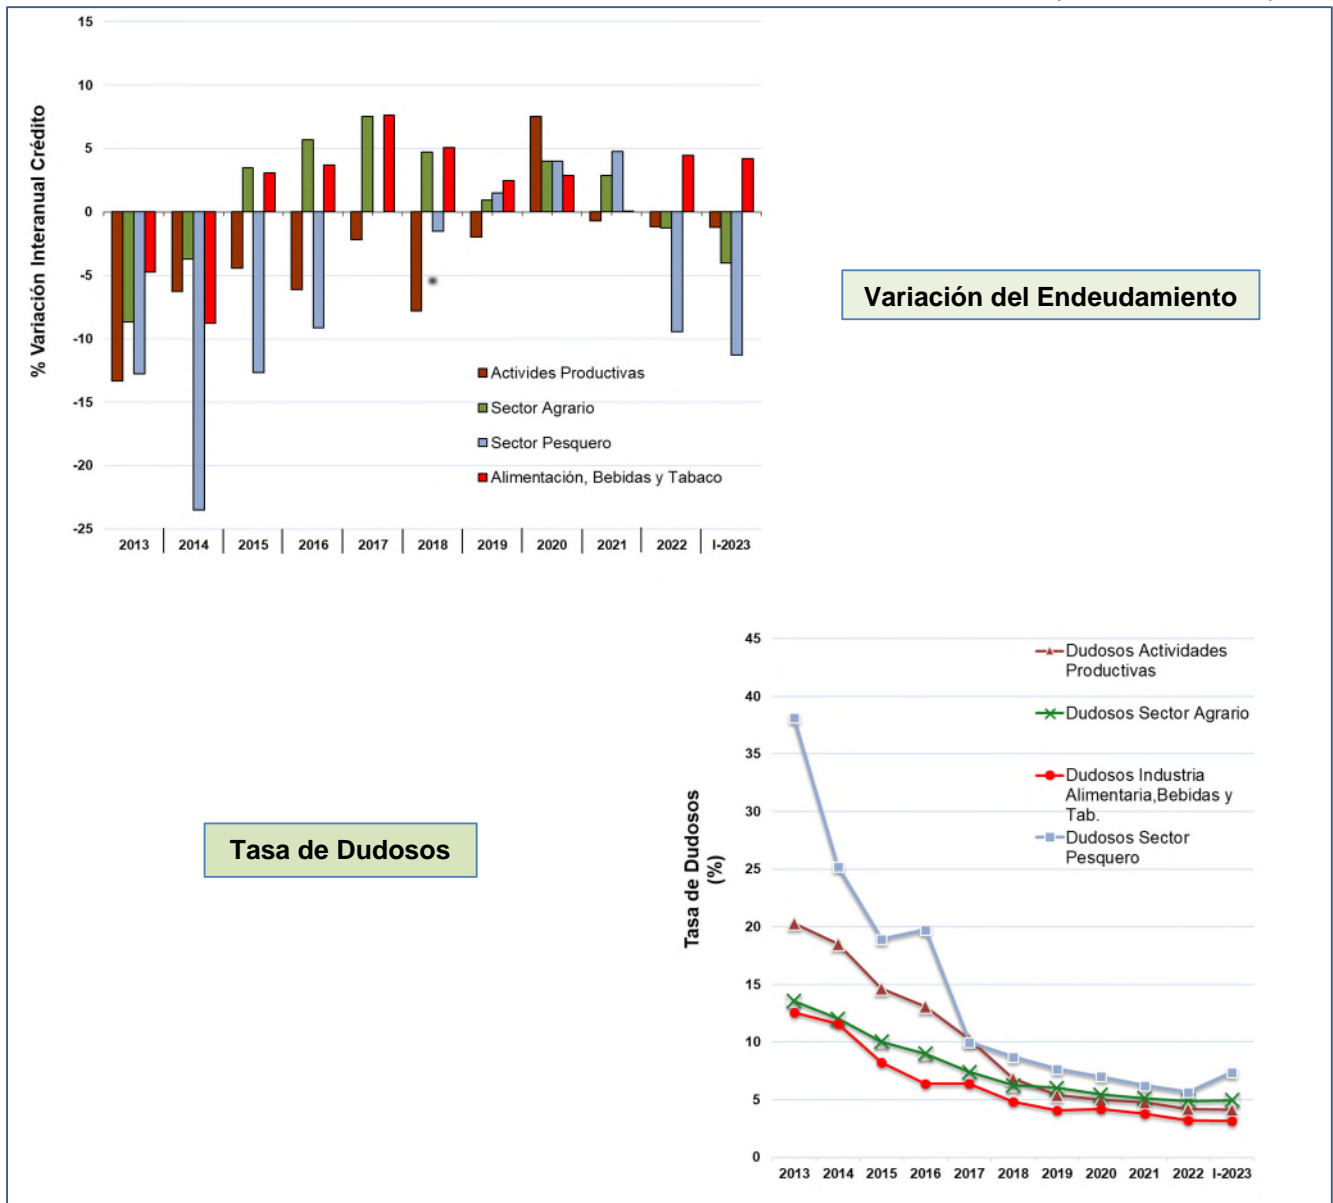 15
10
5
0
-5
-10
-15
-20
-25
% Variación Interanual Crédito
Activides Productivas
Sector Agrario
Sector Pesquero
Alimentación, Bebidas y Tabaco
2013 2014 2015 2016 2017 2018 2019 2020 2021 2022 I-2023
Variación del Endeudamiento
Tasa de Dudosos
45
40
35
30
25
20
15
10
5
0
Tasa de Dudosos
(%)
Dudosos Actividades
Productivas
Dudosos Sector Agrario
Dudosos Industria
Alimentaria,Bebidas y
Tab.
Dudosos Sector
Pesquero
2013 2014 2015 2016 2017 2018 2019 2020 2021 2022 I-2023